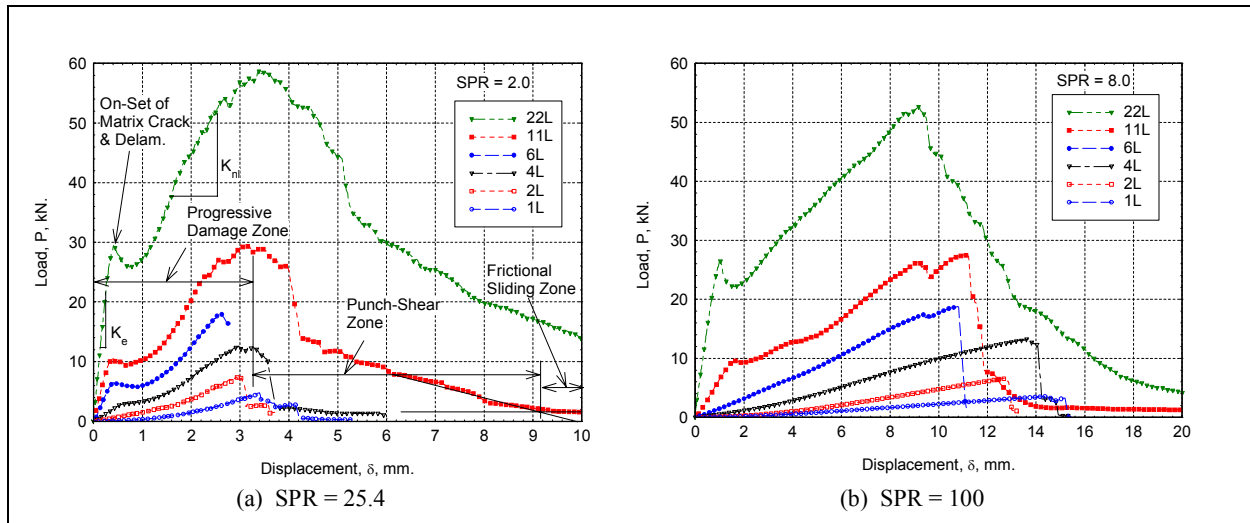 60
50
40
30
20
10
0
Load, P, kN.
0 1 2 3 4 5 6 7 8 9 10
Displacement, δ, mm.
SPR = 2.0
22L
11L
6L
4L
2L
1L
On-Set of
Matrix Crack
& Delam.
K_nl
Progressive
Damage Zone
K_e
Punch-Shear
Zone
Frictional
Sliding Zone
(a) SPR = 25.4
60
50
40
30
20
10
0
Load, P, kN.
0 2 4 6 8 10 12 14 16 18 20
Displacement, δ, mm.
SPR = 8.0
22L
11L
6L
4L
2L
1L
(b) SPR = 100